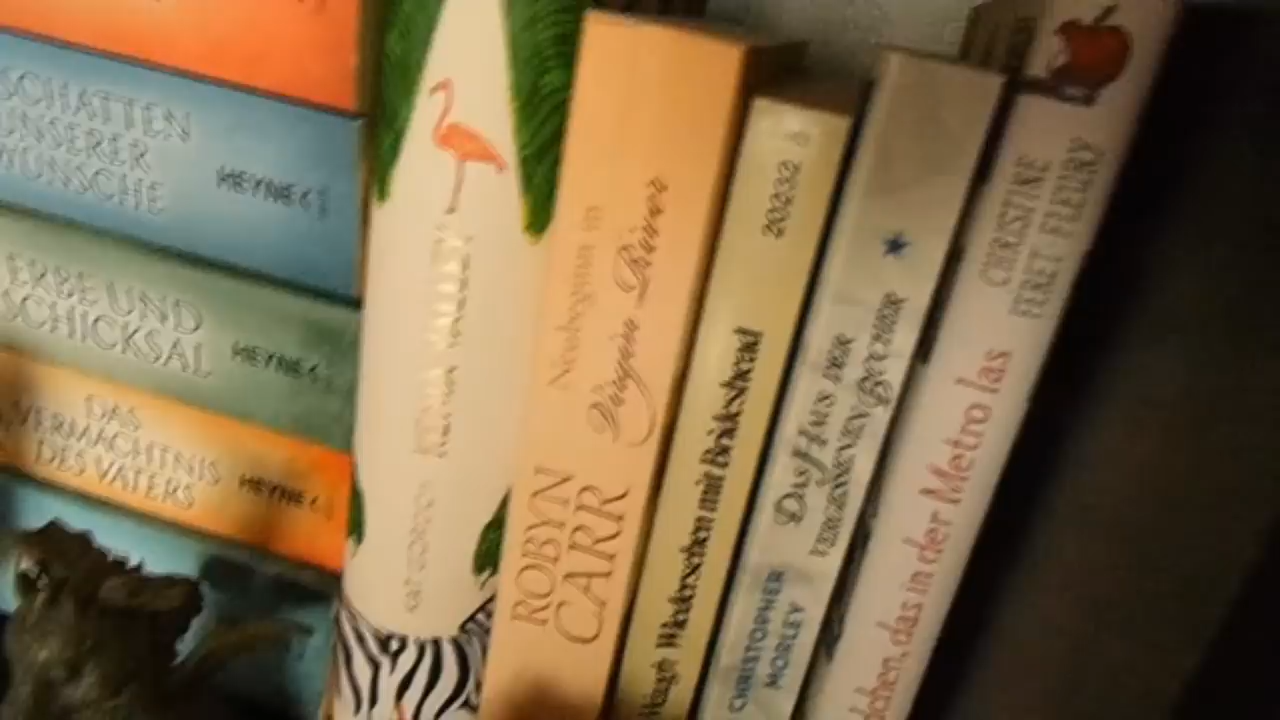 SCHATTEN
UNSERER
WÜNSCHE
HEYNE <
ERBE UND
SCHICKSAL
HEYNE <
DAS
VERMÄCHTNIS
DES VATERS
HEYNE <
ROBYN
CARR
Neubeginn in
Virgin River
Waugh Wiedersehen mit Brideshead
20232
CHRISTOPHER
MORLEY
DAS HAUS DER
VERGESSENEN BÜCHER
dchen, das in der Metro las
CHRISTINE
FÉRET-FLEURY